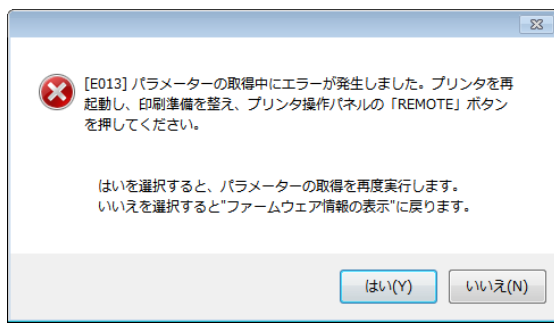 [E013] パラメーターの取得中にエラーが発生しました。プリンタを再
起動し、印刷準備を整え、プリンタ操作パネルの「REMOTE」ボタン
を押してください。
はいを選択すると、パラメーターの取得を再度実行します。
いいえを選択すると"ファームウェア情報の表示"に戻ります。
はい(Y) いいえ(N)